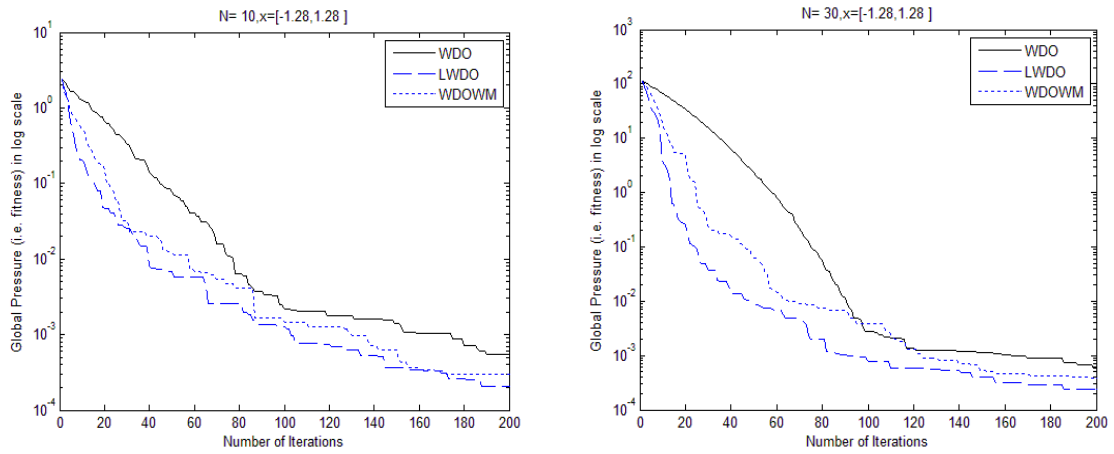 N= 10,x=[-1.28,1.28 ]
Global Pressure (i.e. fitness) in log scale
10^1
10^0
10^-1
10^-2
10^-3
10^-4
WDO
LWDO
WDOWM
0 20 40 60 80 100 120 140 160 180 200
Number of Iterations
N= 30,x=[-1.28,1.28 ]
Global Pressure (i.e. fitness) in log scale
10^3
10^2
10^1
10^0
10^-1
10^-2
10^-3
10^-4
WDO
LWDO
WDOWM
0 20 40 60 80 100 120 140 160 180 200
Number of Iterations